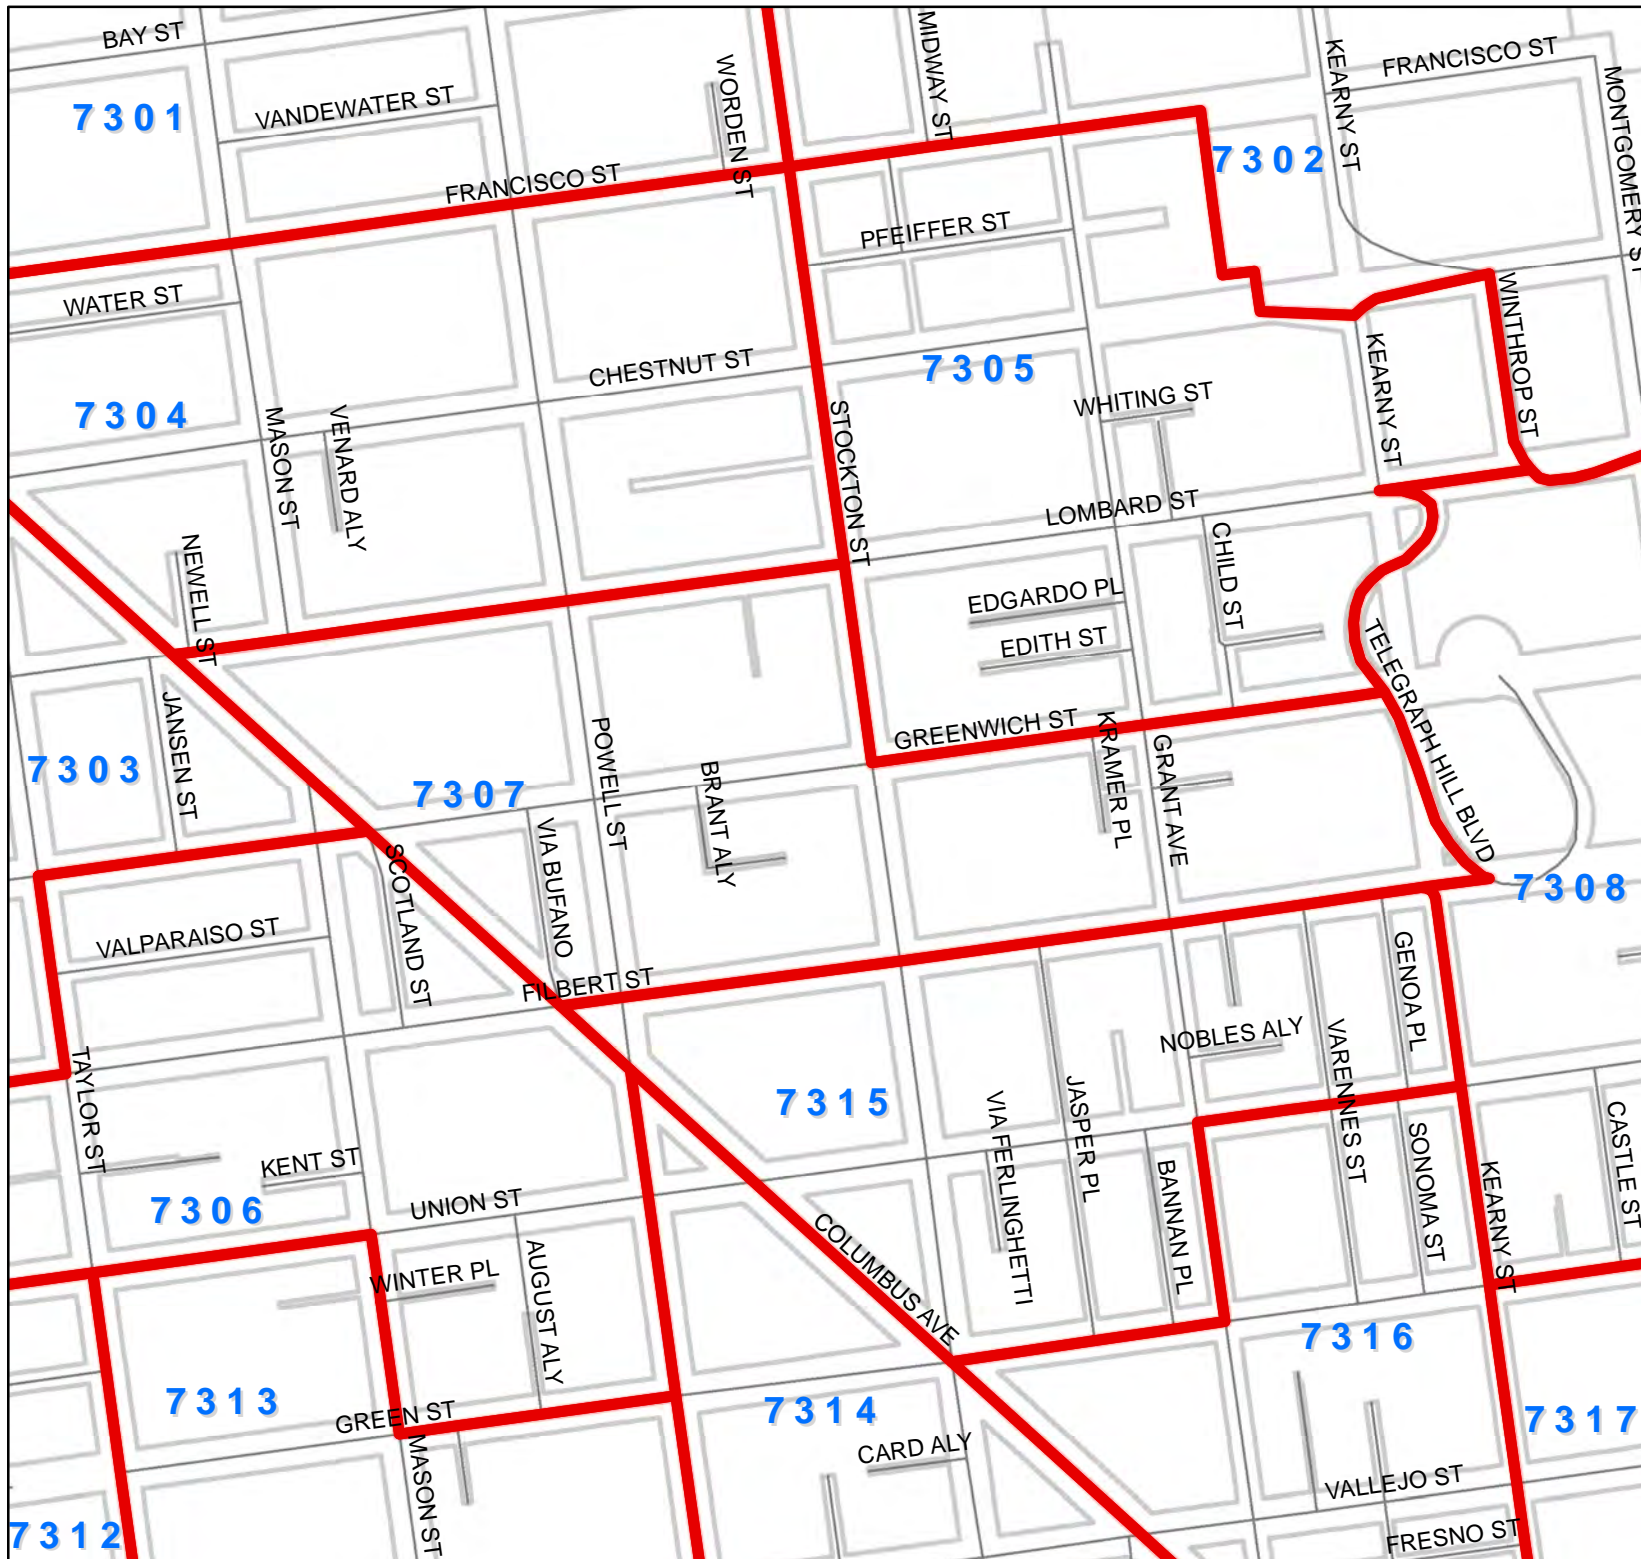 BAY ST
MIDWAY ST
KEARNY ST
FRANCISCO ST
WORDEN ST
MONTGOMERY ST
7301
VANDEWATER ST
7302
FRANCISCO ST
PFEIFFER ST
WATER ST
WINTHROP ST
CHESTNUT ST
7305
KEARNY ST
7304
WHITING ST
MASON ST
VENARD ALY
STOCKTON ST
LOMBARD ST
NEWELL ST
CHILD ST
EDGARDO PL
EDITH ST
TELEGRAPH HILL BLVD
JANSEN ST
POWELL ST
GREENWICH ST
KRAMER PL
GRANT AVE
7303
7307
BRANT ALY
VIA BUFANO
SCOTLAND ST
7308
VALPARAISO ST
GENOA PL
FILBERT ST
NOBLES ALY
VARENNES ST
TAYLOR ST
JASPER PL
7315
VIA FERLINGHETTI
CASTLE ST
SONOMA ST
KENT ST
BANNAN PL
KEARNY ST
7306
UNION ST
COLUMBUS AVE
AUGUST ALY
WINTER PL
7316
7313
GREEN ST
7314
7317
MASON ST
CARD ALY
VALLEJO ST
7312
FRESNO ST